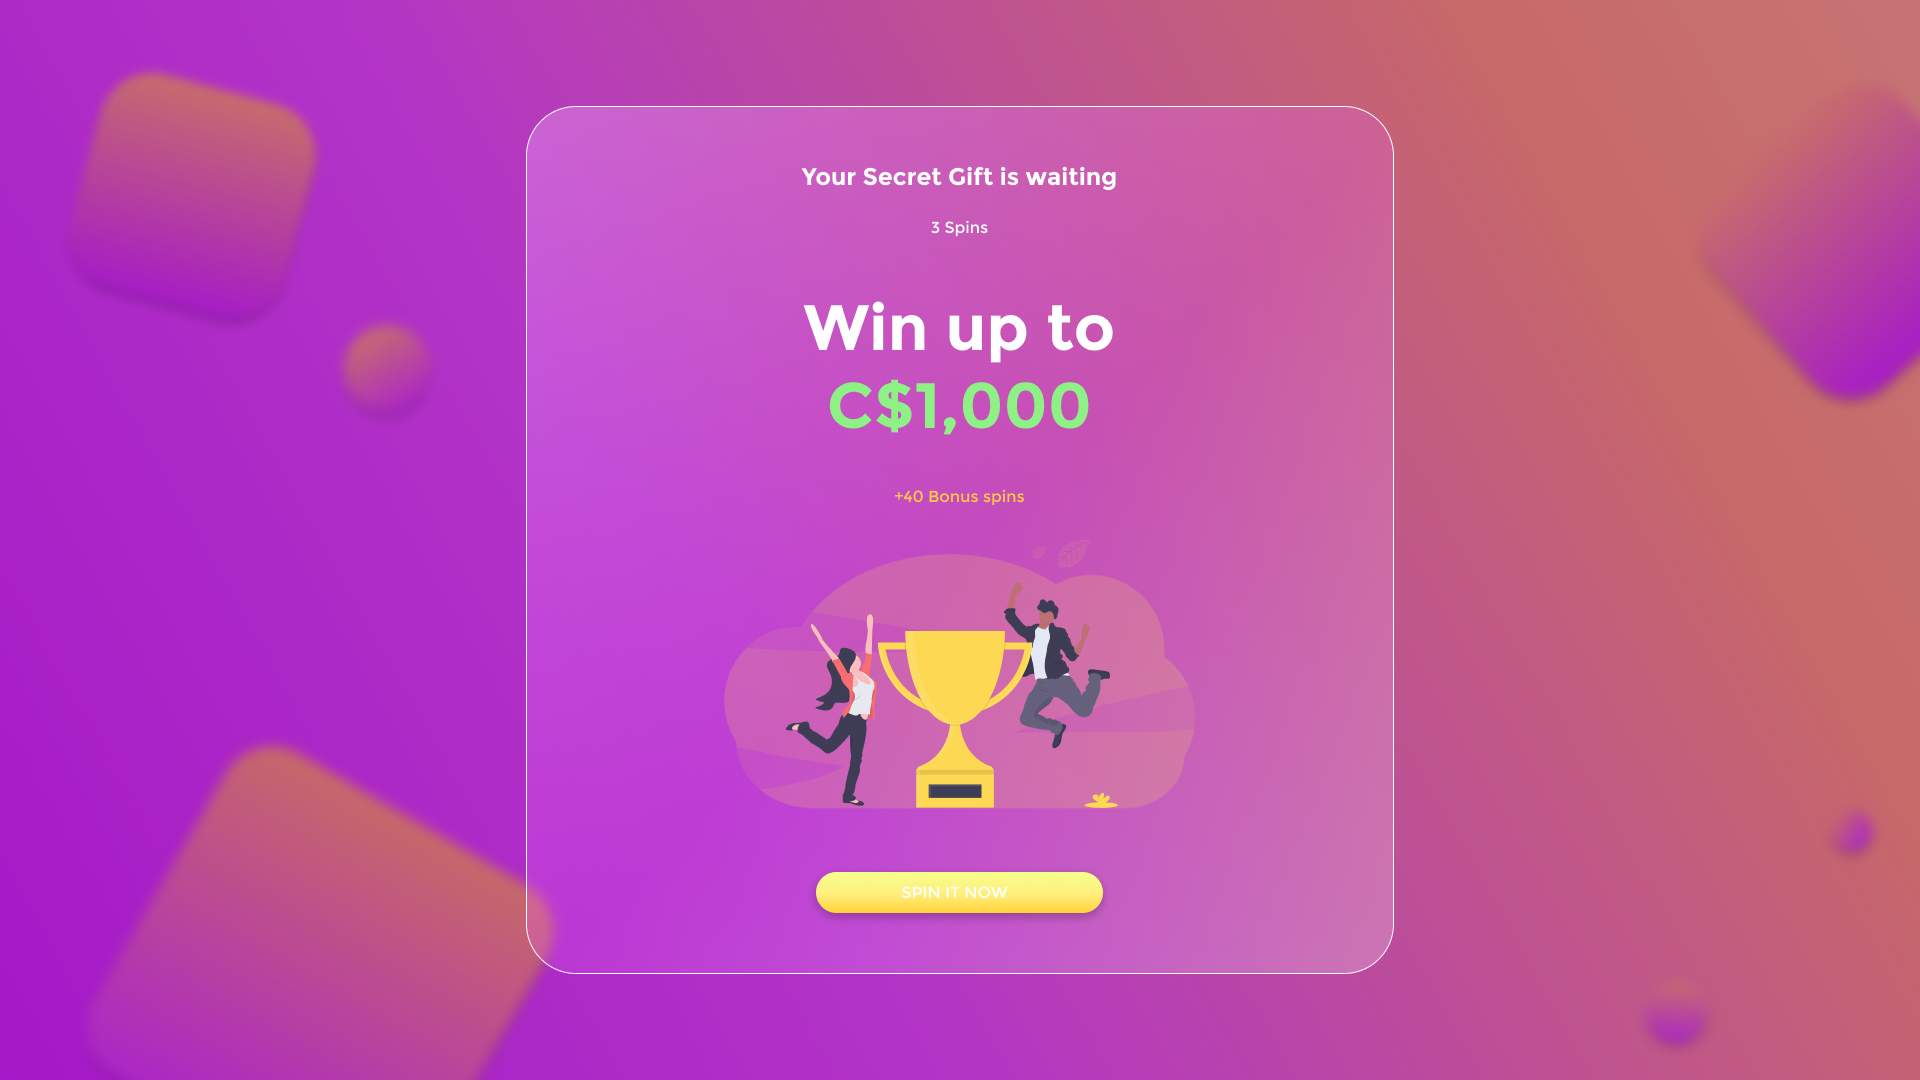 Your Secret Gift is waiting
3 Spins
Win up to
C$1,000
+40 Bonus spins
SPIN IT NOW